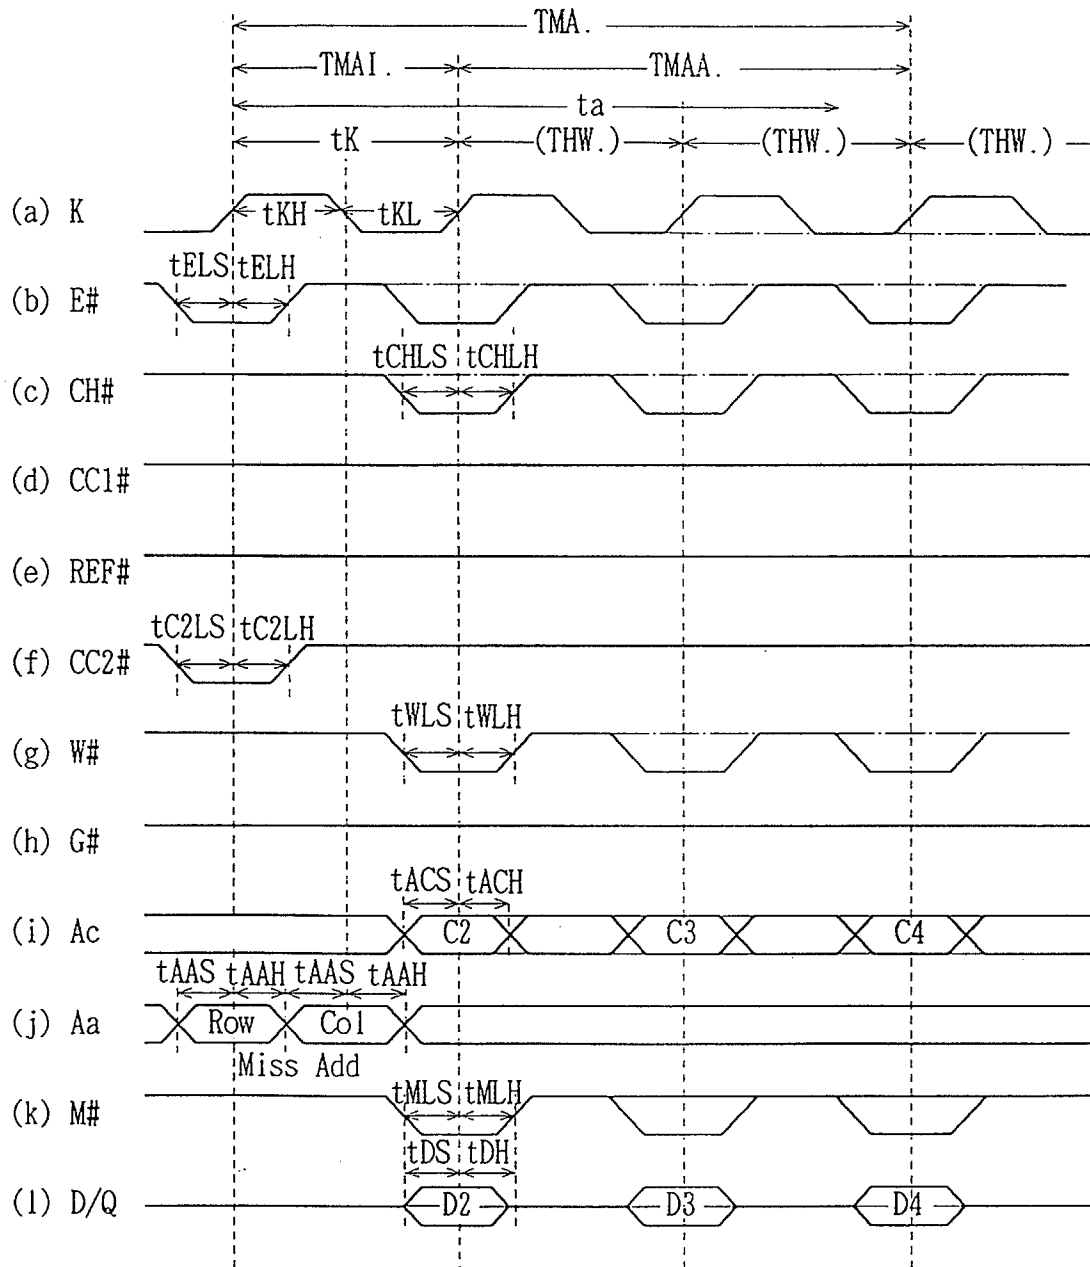 TMA.
TMAI. TMAA.
ta
tK (THW.) (THW.) (THW.)
(a) K tKH tKL
tELS tELH
(b) E#
tCHLS tCHLH
(c) CH#
(d) CC1#
(e) REF#
tC2LS tC2LH
(f) CC2#
tWLS tWLH
(g) W#
(h) G#
tACS tACH
(i) Ac C2 C3 C4
tAAS tAAH tAAS tAAH
(j) Aa Row Col
Miss Add
tMLS tMLH
(k) M#
tDS tDH
(l) D/Q D2 D3 D4